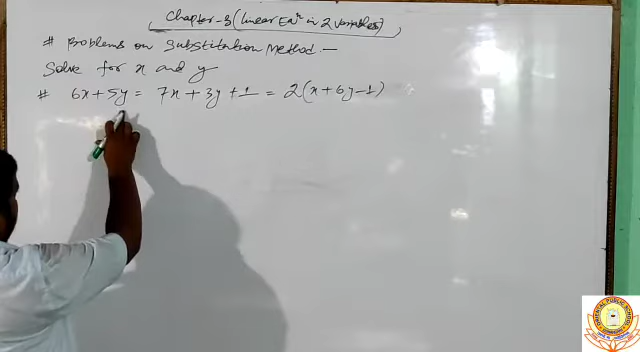 Chapter-3 (Linear Eqn in 2 variables)
# Problems on Substitution Method.—
Solve for x and y
# 6x+5y = 7x+3y+1 = 2(x+6y-1)